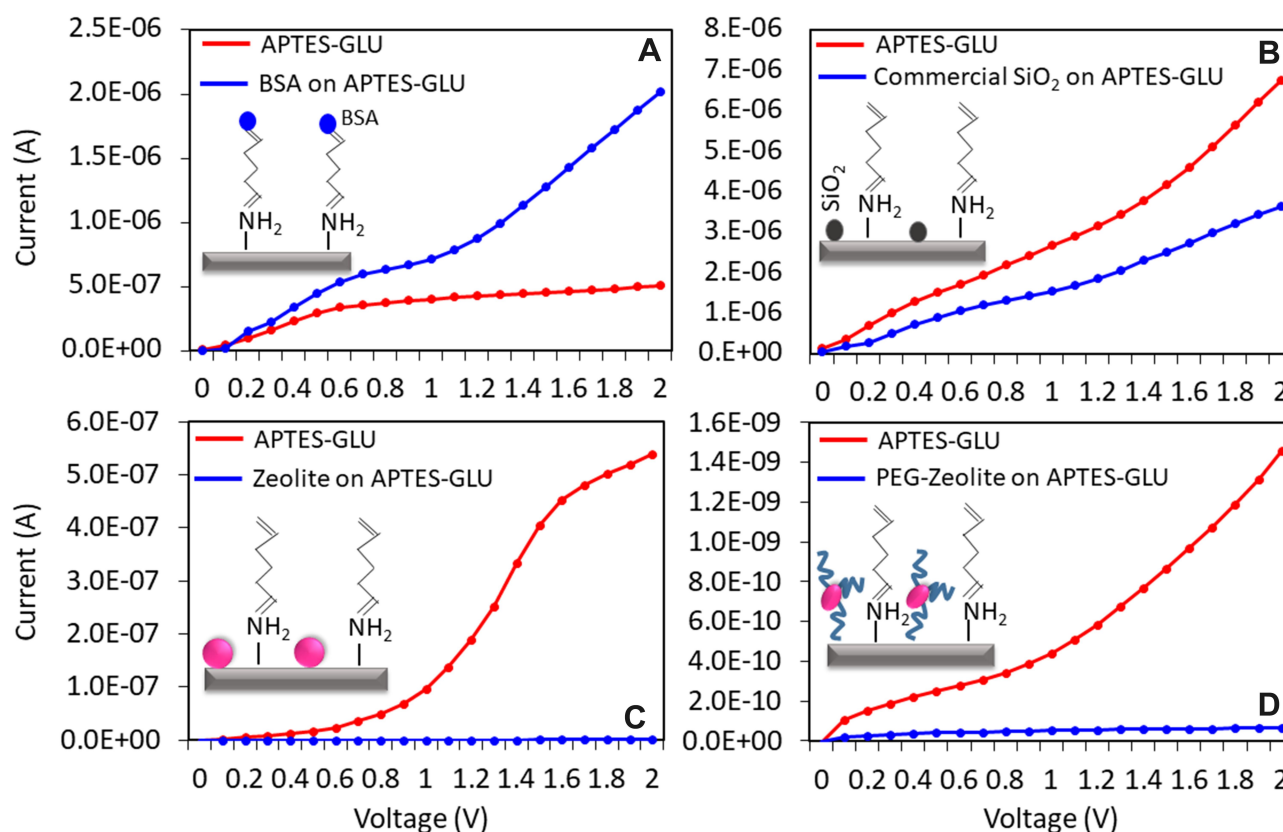 A
APTES-GLU
BSA on APTES-GLU
BSA
NH2
NH2
Current (A)
2.5E-06
2.0E-06
1.5E-06
1.0E-06
5.0E-07
0.0E+00
0 0.2 0.4 0.6 0.8 1 1.2 1.4 1.6 1.8 2
B
APTES-GLU
Commercial SiO2 on APTES-GLU
SiO2
NH2
NH2
8.E-06
7.E-06
6.E-06
5.E-06
4.E-06
3.E-06
2.E-06
1.E-06
0.E+00
0 0.2 0.4 0.6 0.8 1 1.2 1.4 1.6 1.8 2
APTES-GLU
Zeolite on APTES-GLU
NH2
NH2
C
Current (A)
6.0E-07
5.0E-07
4.0E-07
3.0E-07
2.0E-07
1.0E-07
0.0E+00
0 0.2 0.4 0.6 0.8 1 1.2 1.4 1.6 1.8 2
Voltage (V)
APTES-GLU
PEG-Zeolite on APTES-GLU
NH2
NH2
D
1.6E-09
1.4E-09
1.2E-09
1.0E-09
8.0E-10
6.0E-10
4.0E-10
2.0E-10
0.0E+00
0 0.2 0.4 0.6 0.8 1 1.2 1.4 1.6 1.8 2
Voltage (V)